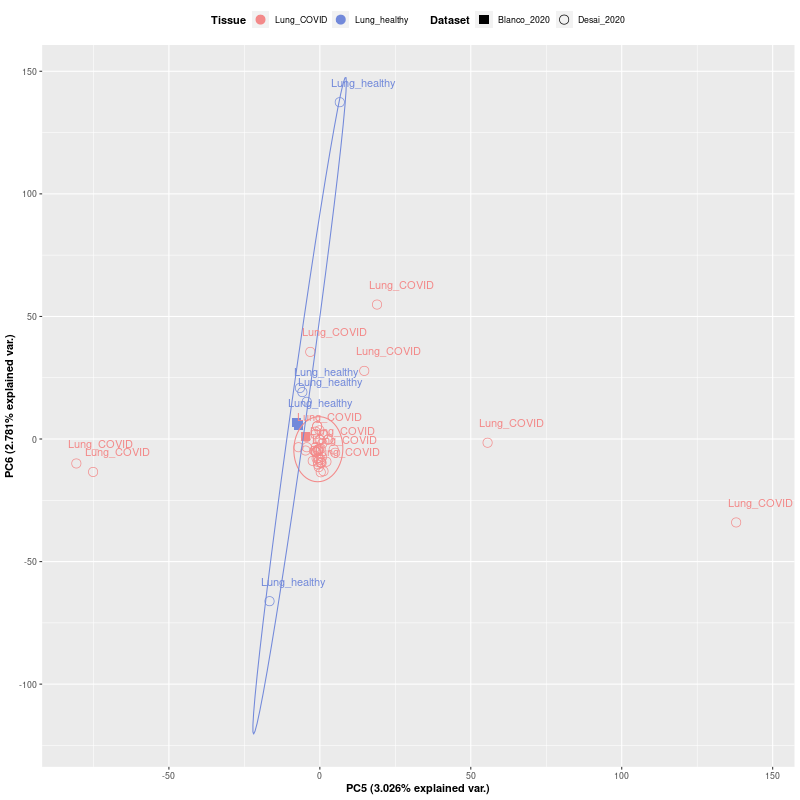 Tissue Lung_COVID Lung_healthy Dataset Blanco_2020 Desai_2020
150
Lung_healthy
100
Lung_COVID
50
Lung_COVID
Lung_COVID
Lung_healthy
Lung_healthy
Lung_healthy
Lung_COVID
Lung_COVID
Lung_COVID
Lung_COVID
Lung_COVID
Lung_COVID
0
Lung_COVID
Lung_COVID
-50
Lung_healthy
-100
-50 0 50 100 150
PC5 (3.026% explained var.)
PC6 (2.781% explained var.)